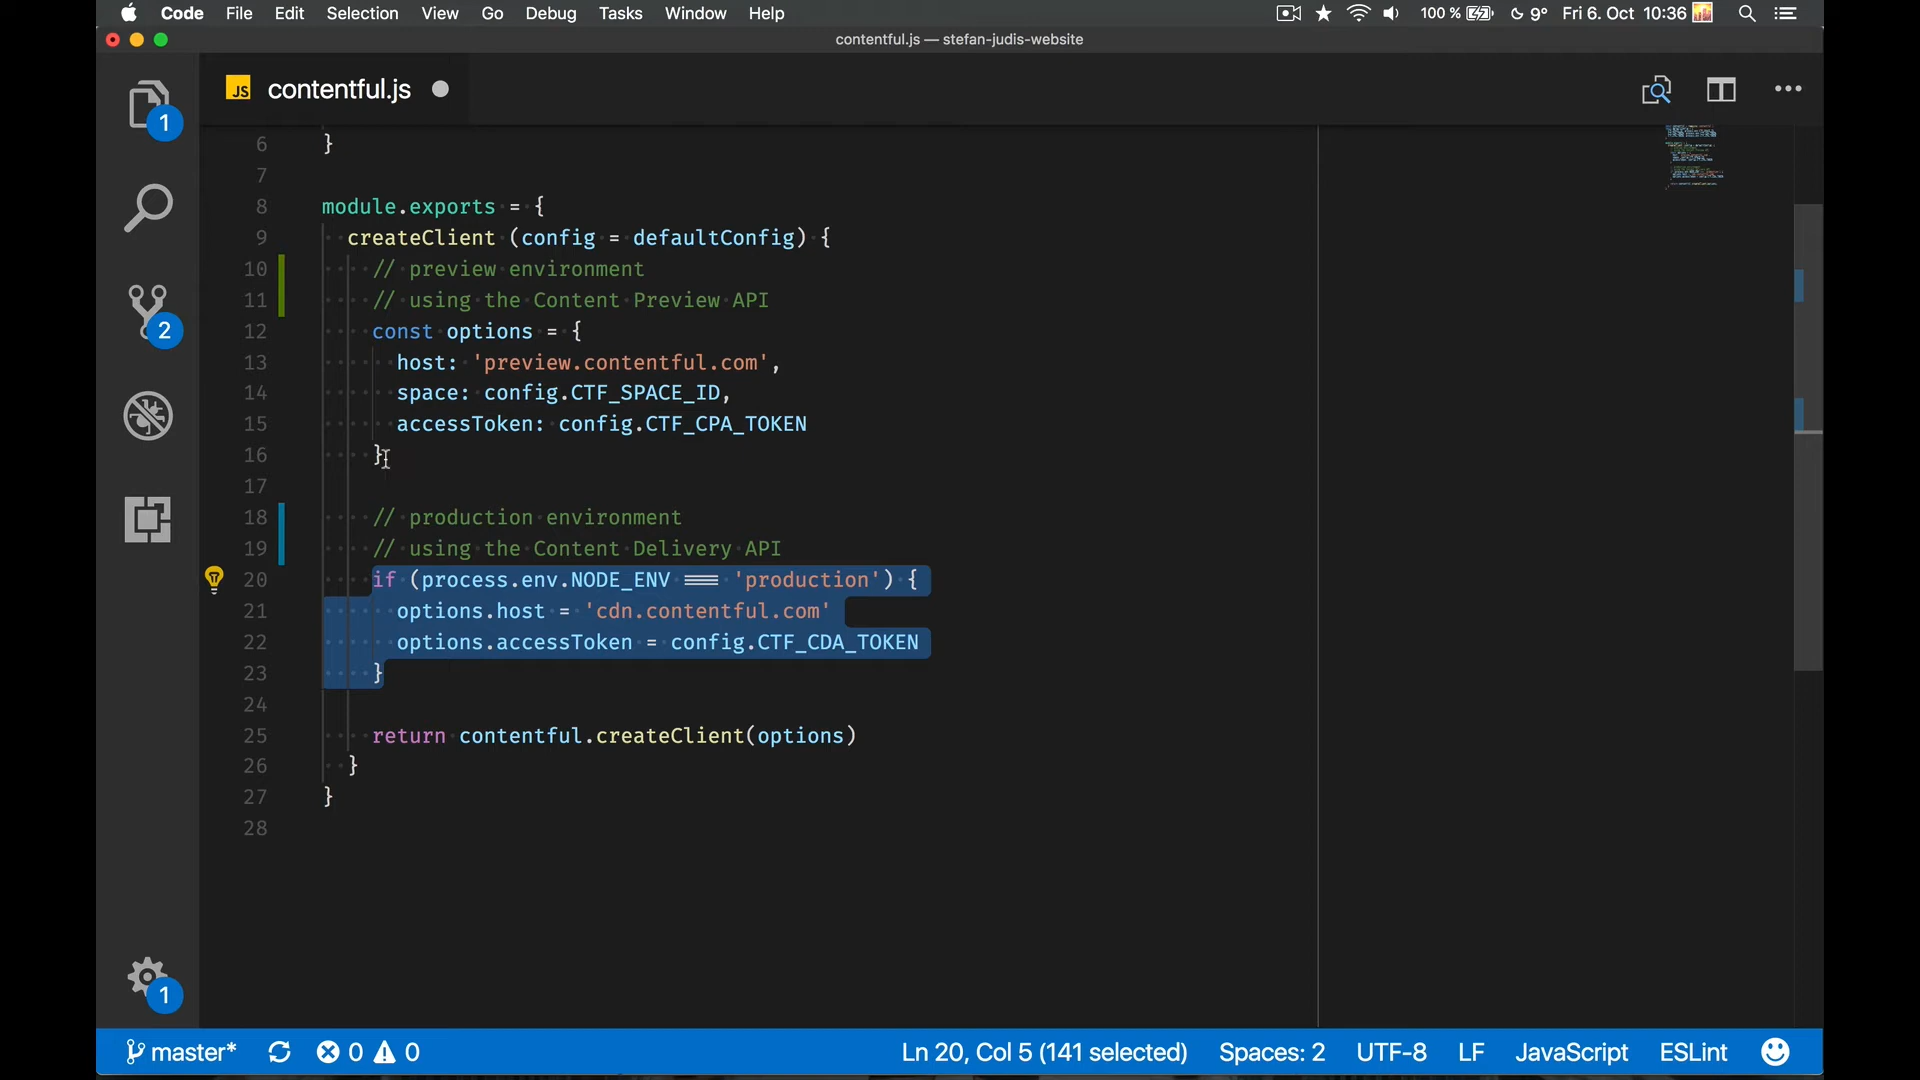 Code File Edit Selection View Go Debug Tasks Window Help 100 % 9° Fri 6. Oct 10:36
contentful.js — stefan-judis-website
JS contentful.js
1
2
1
6 }
7
8 module.exports = {
9 createClient (config = defaultConfig) {
10 // preview environment
11 // using the Content Preview API
12 const options = {
13 host: 'preview.contentful.com',
14 space: config.CTF_SPACE_ID,
15 accessToken: config.CTF_CPA_TOKEN
16 }
17
18 // production environment
19 // using the Content Delivery API
20 if (process.env.NODE_ENV === 'production') {
21 options.host = 'cdn.contentful.com'
22 options.accessToken = config.CTF_CDA_TOKEN
23 }
24
25 return contentful.createClient(options)
26 }
27 }
28
master* 0 0 Ln 20, Col 5 (141 selected) Spaces: 2 UTF-8 LF JavaScript ESLint